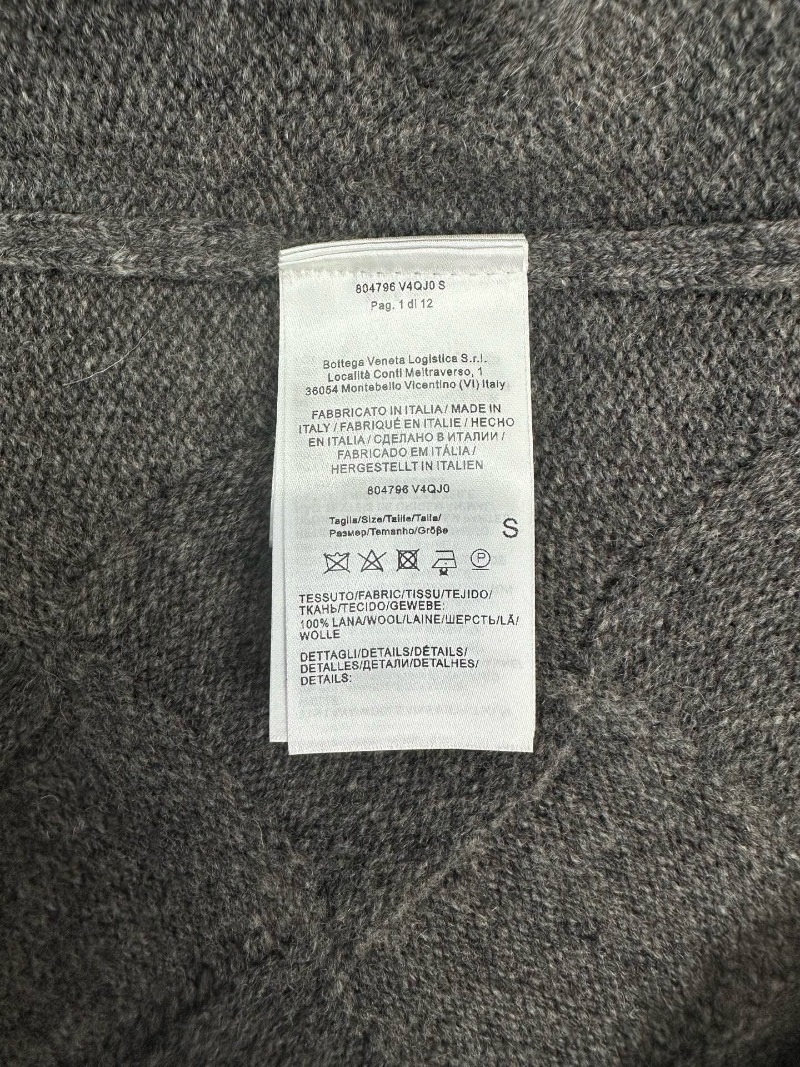 804796 V4QJ0 S
Pag. 1 di 12
Bottega Veneta Logistica S.r.l.
Località Conti Meltraverso, 1
36054 Montebello Vicentino (VI) Italy
FABBRICATO IN ITALIA / MADE IN
ITALY / FABRIQUÉ EN ITALIE / HECHO
EN ITALIA / СДЕЛАНО В ИТАЛИИ /
FABRICADO EM ITÁLIA /
HERGESTELLT IN ITALIEN
804796 V4QJ0
Taglia/Size/Taille/Talla/
Размер/Temanho/Größe
S
P
TESSUTO/FABRIC/TISSU/TEJIDO/
ТКАНЬ/TECIDO/GEWEBE:
100% LANA/WOOL/LAINE/ШЕРСТЬ/LÃ/
WOLLE
DETTAGLI/DETAILS/DÉTAILS/
DETALLES/ДЕТАЛИ/DETALHES/
DETAILS: